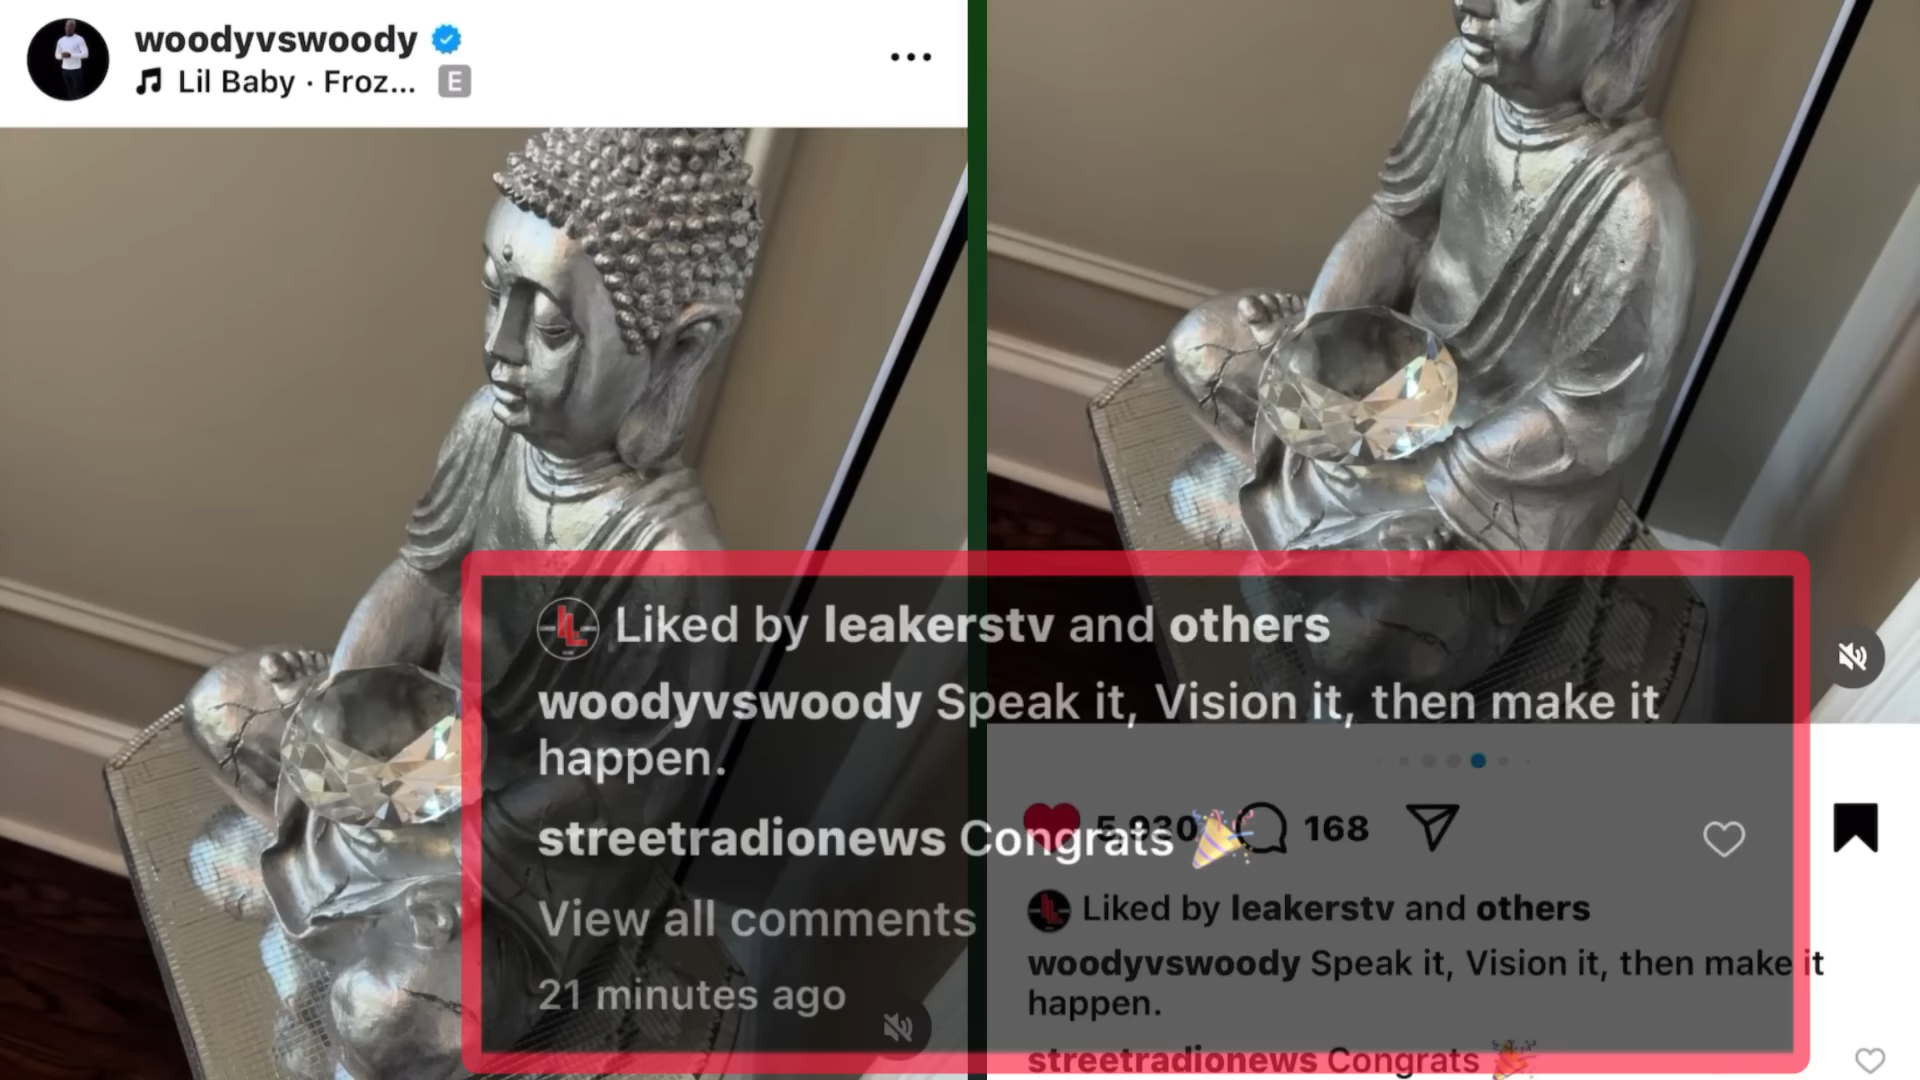 woodyvswoody
Lil Baby · Froz... E
Liked by leakerstv and others
woodyvswoody Speak it, Vision it, then make it
happen.
streetradionews Congrats 🎉
View all comments
21 minutes ago
168
Liked by leakerstv and others
woodyvswoody Speak it, Vision it, then make it
happen.
streetradionews Congrats 🎉